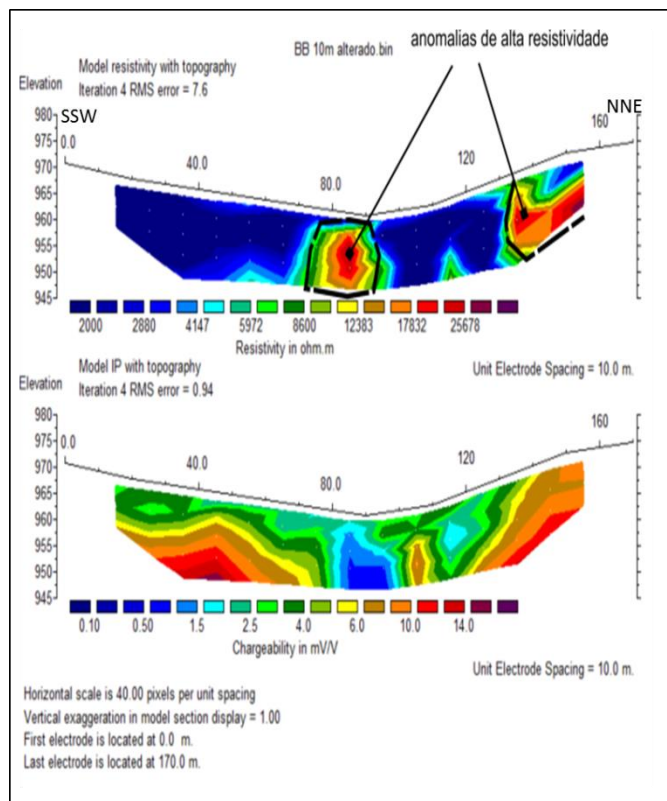 anomalias de alta resistividade
BB 10m alterado.bin
Model resistivity with topography
Iteration 4 RMS error = 7.6
Elevation
SSW
NNE
980
975
970
965
960
955
950
945
0.0
40.0
80.0
120
160
2000 2880 4147 5972 8600 12383 17832 25678
Resistivity in ohm.m
Unit Electrode Spacing = 10.0 m.
Model IP with topography
Iteration 4 RMS error = 0.94
Elevation
980
975
970
965
960
955
950
945
0.0
40.0
80.0
120
160
0.10 0.50 1.5 2.5 4.0 6.0 10.0 14.0
Chargeability in mV/V
Unit Electrode Spacing = 10.0 m.
Horizontal scale is 40.00 pixels per unit spacing
Vertical exaggeration in model section display = 1.00
First electrode is located at 0.0 m.
Last electrode is located at 170.0 m.